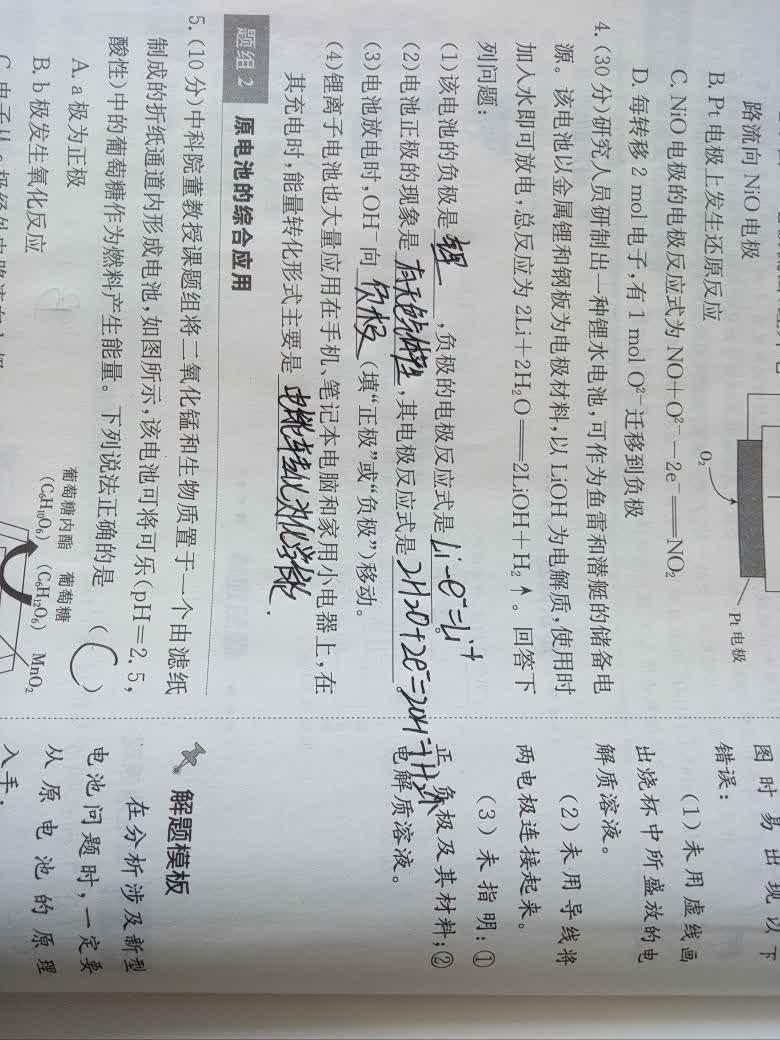 路流向 NiO 电极
B. Pt 电极上发生还原反应
C. NiO 电极的电极反应式为 NO+O²⁻-2e⁻══NO₂
D. 每转移 2 mol 电子,有 1 mol O²⁻迁移到负极
O₂
Pt 电极
4. (30 分)研究人员研制出一种锂水电池,可作为鱼雷和潜艇的储备电
源。该电池以金属锂和钢板为电极材料,以 LiOH 为电解质,使用时
加入水即可放电,总反应为 2Li+2H₂O══2LiOH+H₂↑。回答下
列问题:
(1)该电池的负极是 锂 ,负极的电极反应式是 Li-e⁻=Li⁺ 。
(2)电池正极的现象是 有气体产生 ,其电极反应式是 2H₂O+2e⁻=2OH⁻+H₂↑ 。
(3)电池放电时,OH⁻向 负极 (填“正极”或“负极”)移动。
(4)锂离子电池也大量应用在手机、笔记本电脑和家用小电器上,在
其充电时,能量转化形式主要是 电能转化为化学能 .
题组 2 原电池的综合应用
5. (10 分)中科院董教授课题组将二氧化锰和生物质置于一个由滤纸
制成的折纸通道内形成电池,如图所示,该电池可将可乐(pH=2.5,
酸性)中的葡萄糖作为燃料产生能量。下列说法正确的是 ( C )
A. a 极为正极
B. b 极发生氧化反应
葡萄糖内酯 葡萄糖
(C₆H₁₀O₆) (C₆H₁₂O₆) MnO₂
图时易出现以下
错误:
(1)未用虚线画
出烧杯中所盛放的电
解质溶液。
(2)未用导线将
两电极连接起来。
(3)未指明:①
正、负极及其材料;②
电解质溶液。
解题模板
在分析涉及新型
电池问题时,一定要
从原电池的原理
入手,